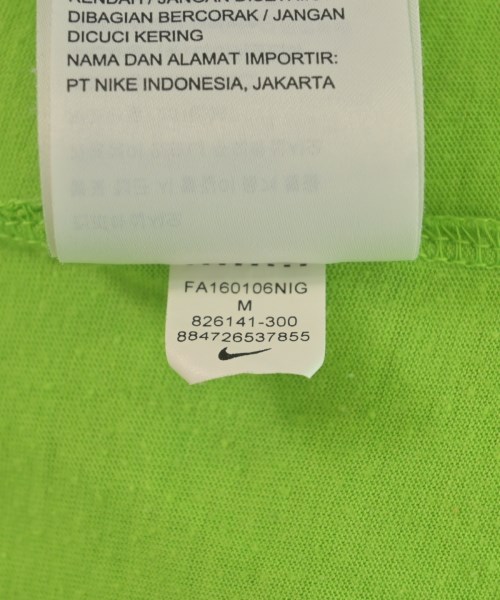 DIBAGIAN BERCORAK / JANGAN
DICUCI KERING
NAMA DAN ALAMAT IMPORTIR:
PT NIKE INDONESIA, JAKARTA
FA160106NIG
M
826141-300
884726537855